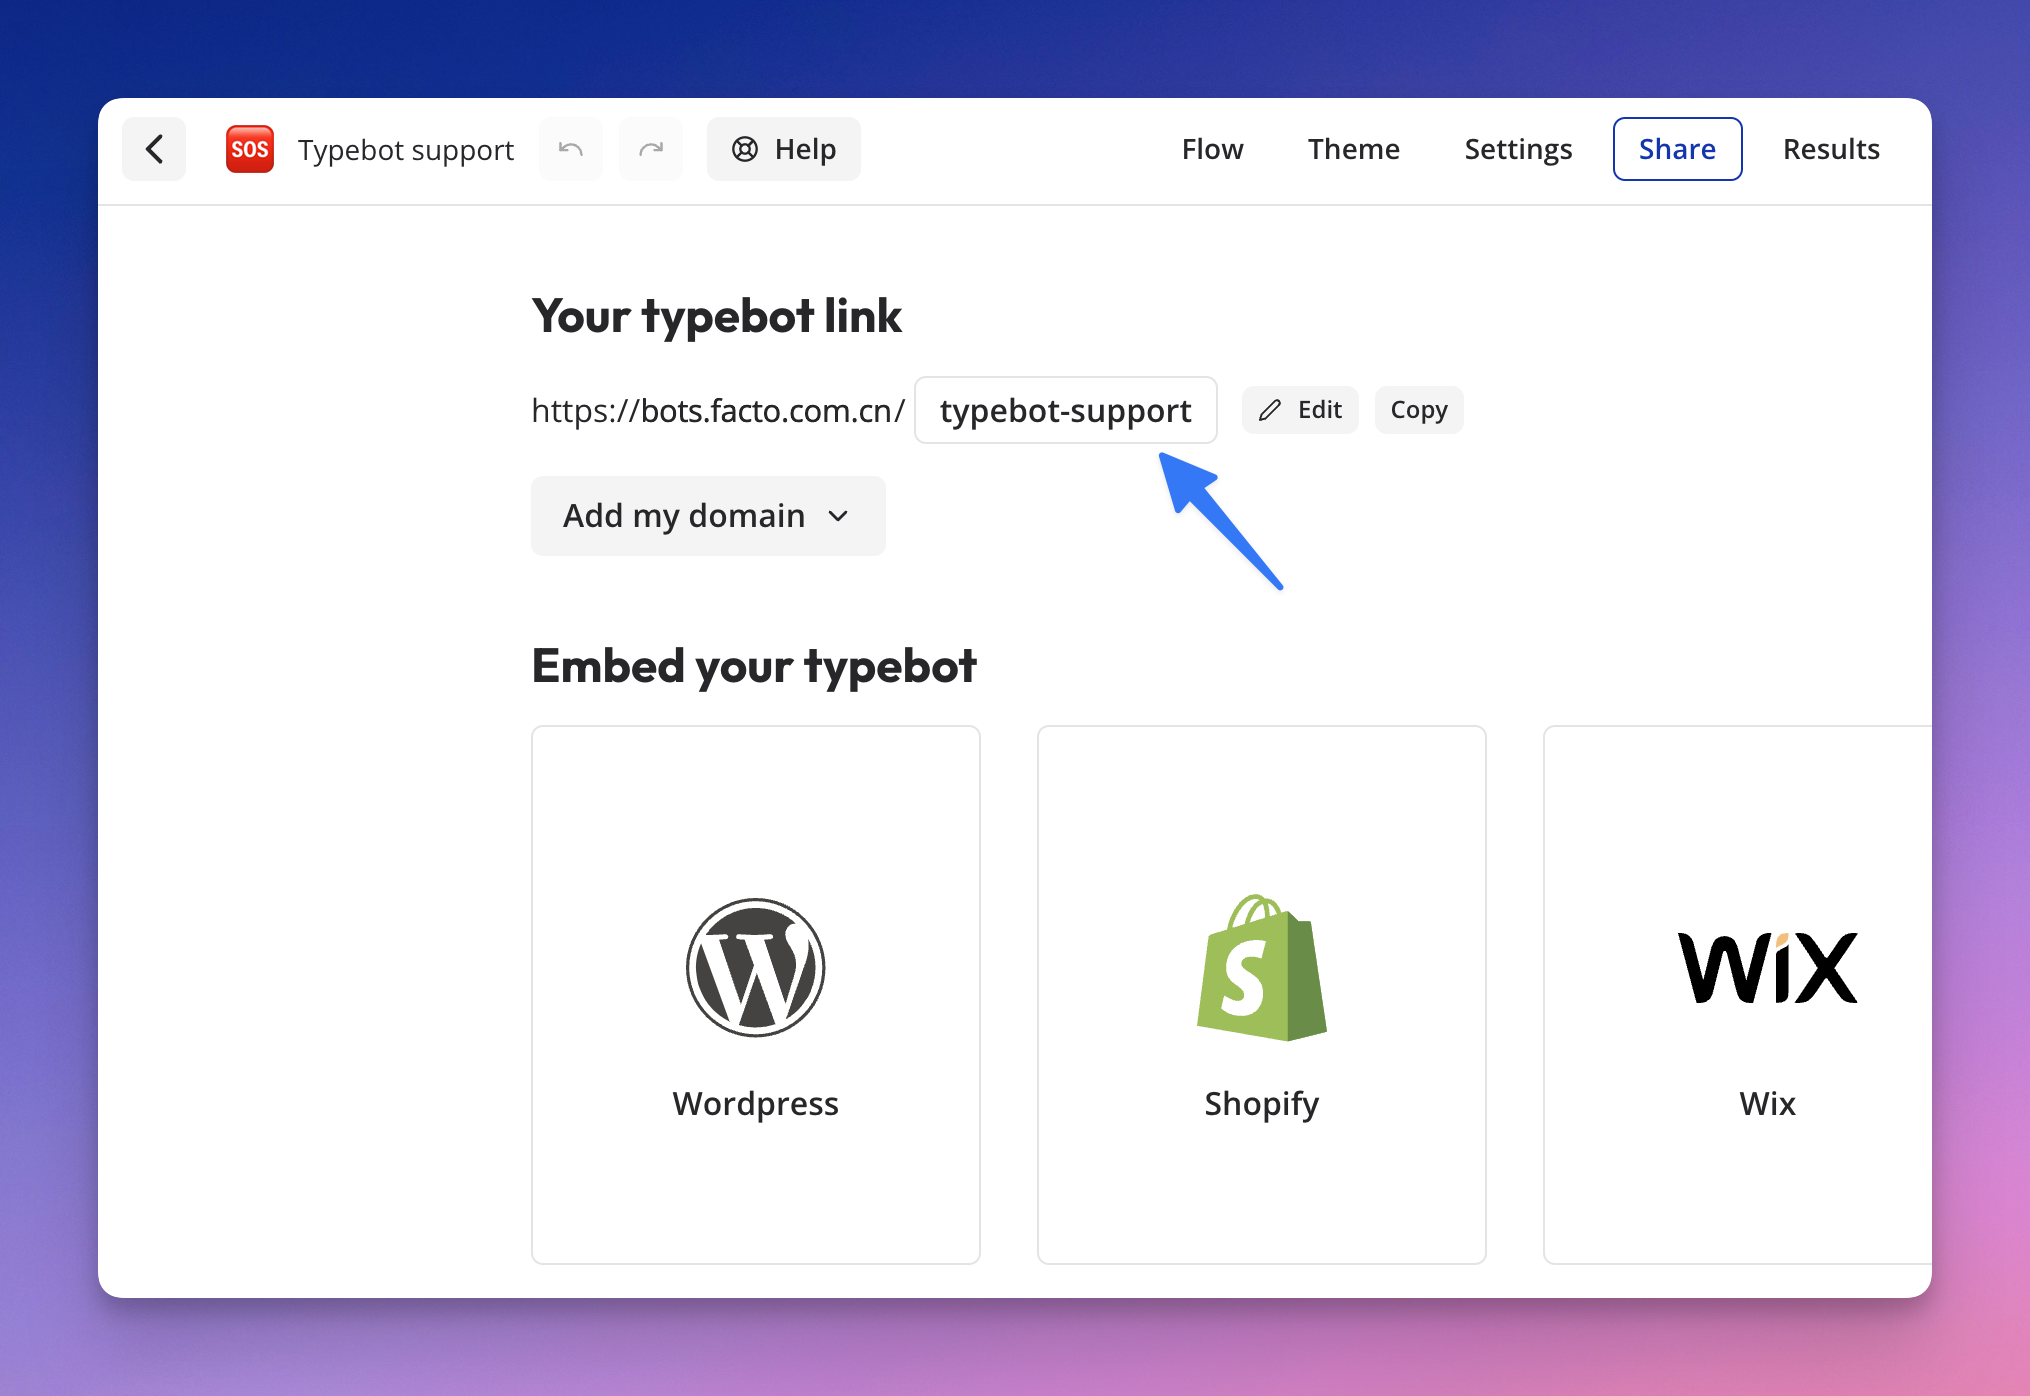 SOS Typebot support Help Flow Theme Settings Share Results
Your typebot link
https://bots.facto.com.cn/ typebot-support Edit Copy
Add my domain
Embed your typebot
WiX
Wordpress Shopify Wix